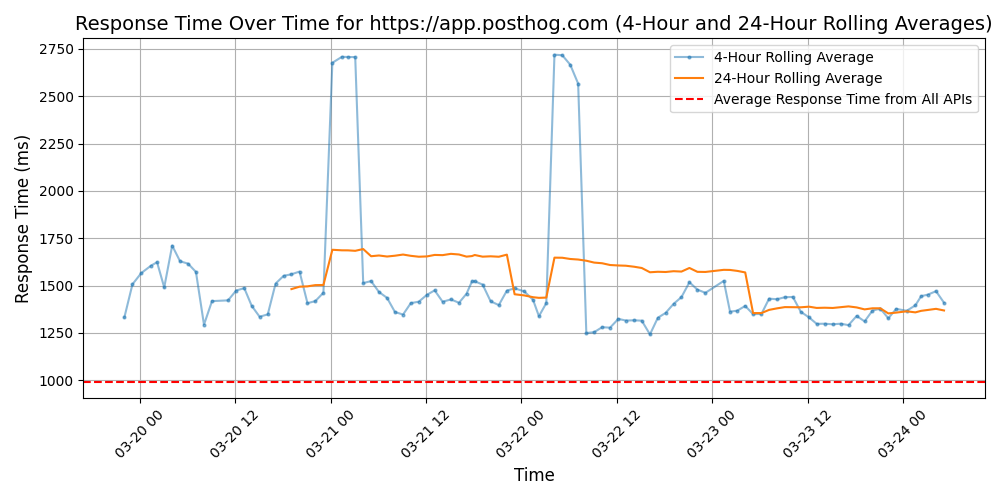 Response Time Over Time for https://app.posthog.com (4-Hour and 24-Hour Rolling Averages)
4-Hour Rolling Average
24-Hour Rolling Average
Average Response Time from All APIs
Response Time (ms)
2750
2500
2250
2000
1750
1500
1250
1000
03-20 00
03-20 12
03-21 00
03-21 12
03-22 00
03-22 12
03-23 00
03-23 12
03-24 00
Time